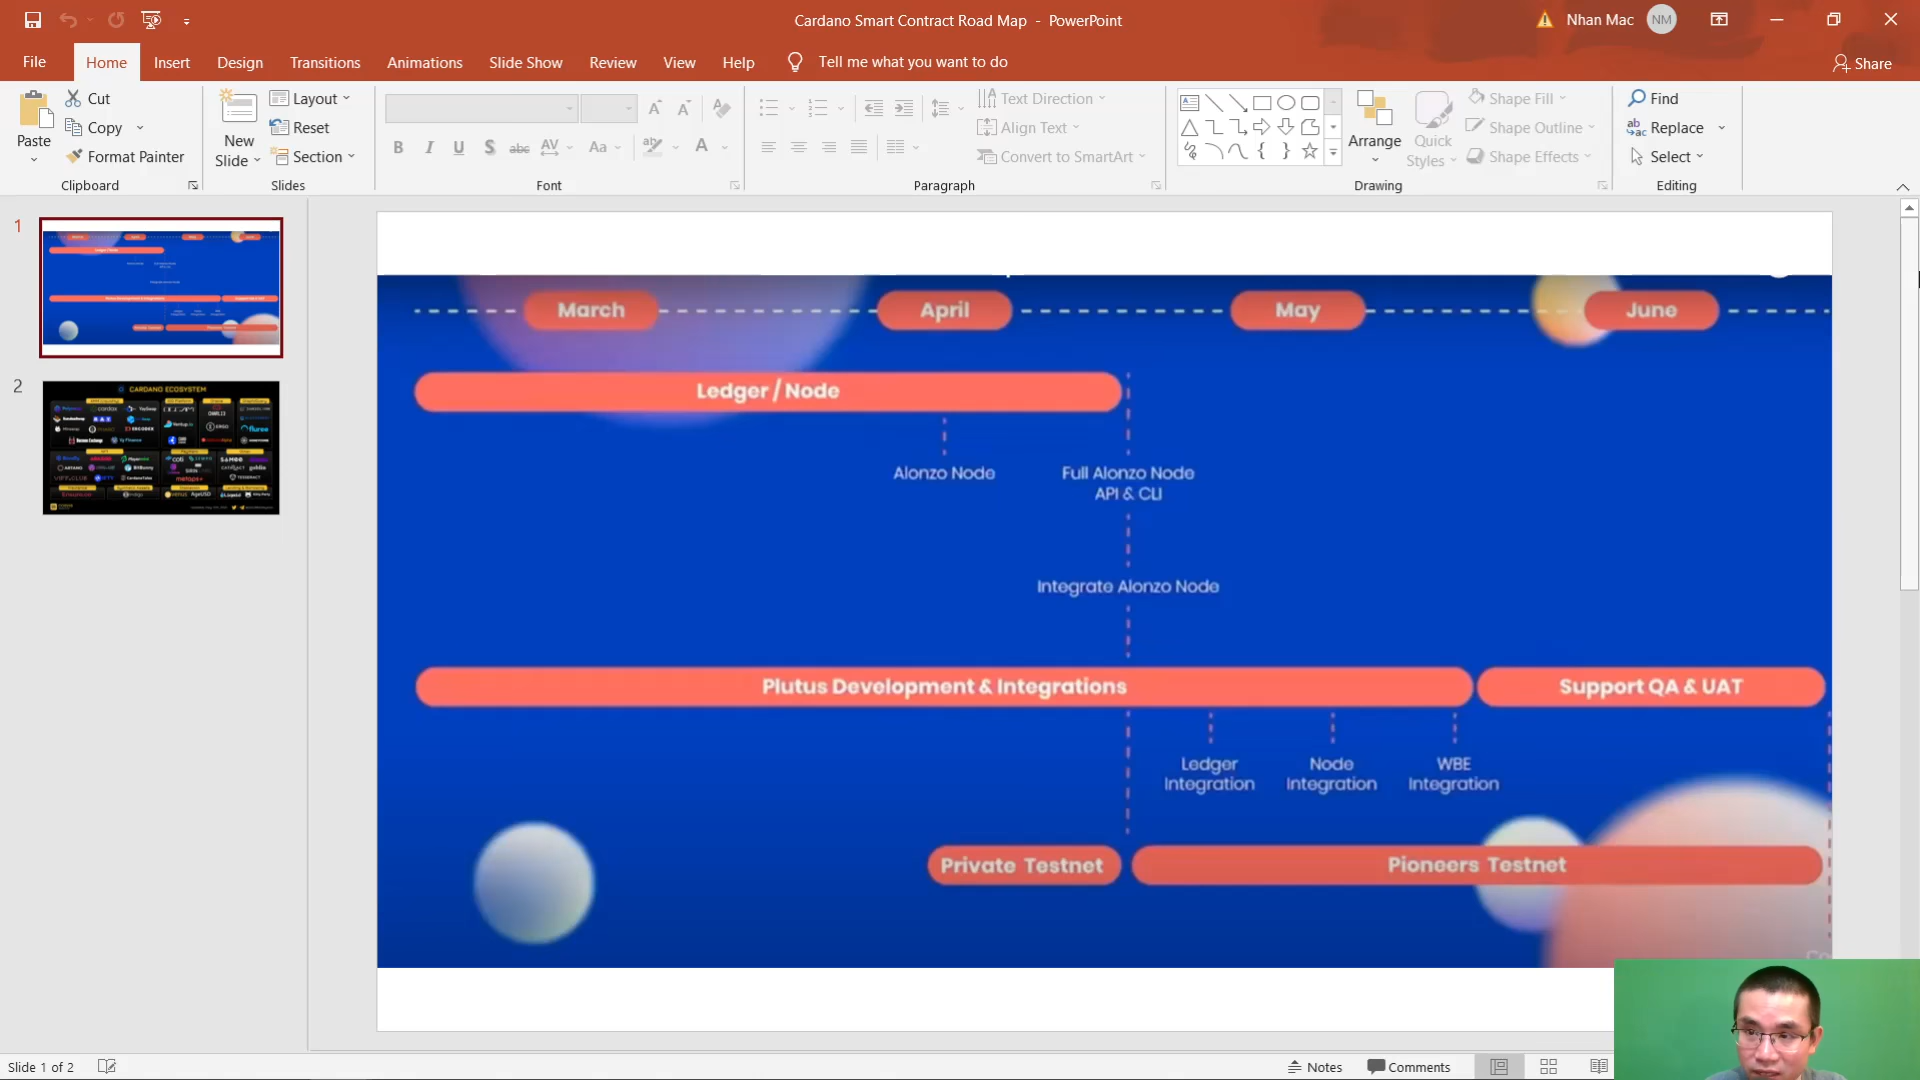 Cardano Smart Contract Road Map - PowerPoint
Nhan Mac
NM
File
Home
Insert
Design
Transitions
Animations
Slide Show
Review
View
Help
Tell me what you want to do
Share
Paste
Cut
Copy
Format Painter
Clipboard
New
Slide
Layout
Reset
Section
Slides
B I U S abc AV Aa A
Font
Text Direction
Align Text
Convert to SmartArt
Paragraph
Arrange
Quick
Styles
Shape Fill
Shape Outline
Shape Effects
Drawing
Find
Replace
Select
Editing
1
2
CARDANO ECOSYSTEM
March
April
May
June
Ledger / Node
Alonzo Node
Full Alonzo Node
API & CLI
Integrate Alonzo Node
Plutus Development & Integrations
Support QA & UAT
Ledger
Integration
Node
Integration
WBE
Integration
Private Testnet
Pioneers Testnet
Slide 1 of 2
Notes
Comments